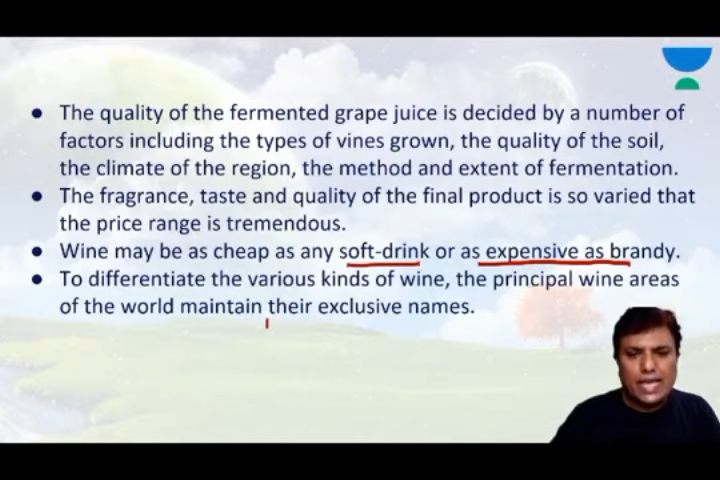 • The quality of the fermented grape juice is decided by a number of
factors including the types of vines grown, the quality of the soil,
the climate of the region, the method and extent of fermentation.
• The fragrance, taste and quality of the final product is so varied that
the price range is tremendous.
• Wine may be as cheap as any soft-drink or as expensive as brandy.
• To differentiate the various kinds of wine, the principal wine areas
of the world maintain their exclusive names.